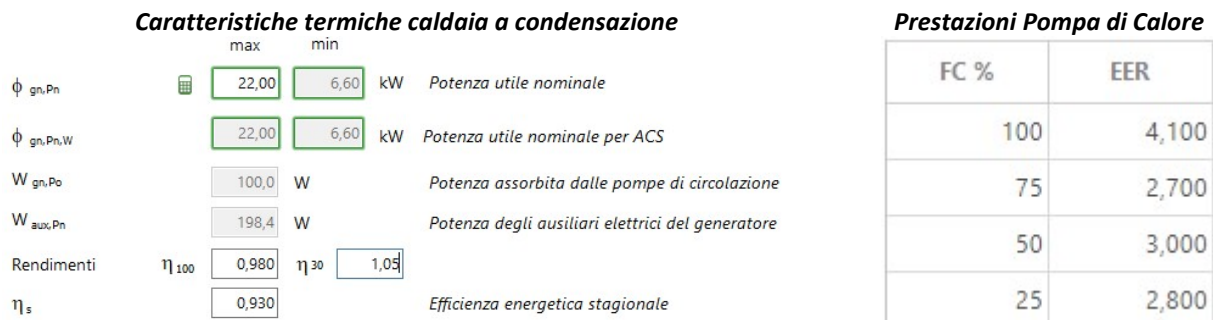 Caratteristiche termiche caldaia a condensazione
max min
ϕ gn,Pn 22,00 6,60 kW Potenza utile nominale
ϕ gn,Pn,W 22,00 6,60 kW Potenza utile nominale per ACS
W gn,Po 100,0 W Potenza assorbita dalle pompe di circolazione
W aux,Pn 198,4 W Potenza degli ausiliari elettrici del generatore
Rendimenti η 100 0,980 η 30 1,05
η s 0,930 Efficienza energetica stagionale
Prestazioni Pompa di Calore
FC % EER
100 4,100
75 2,700
50 3,000
25 2,800